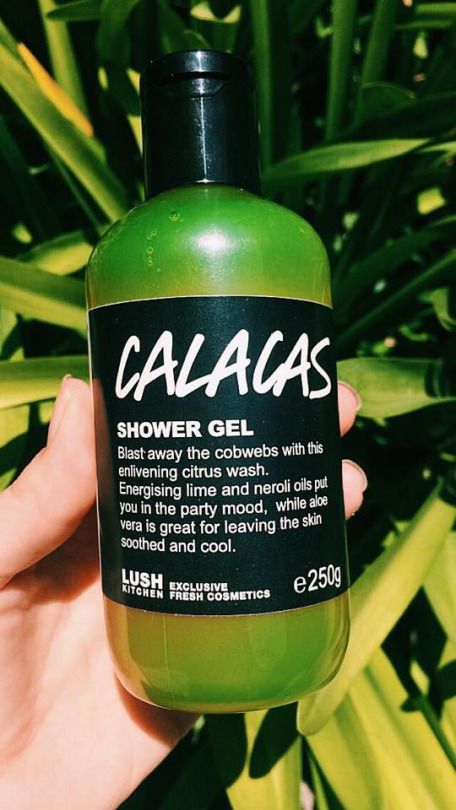 CALACAS
SHOWER GEL
Blast away the cobwebs with this
enlivening citrus wash.
Energising lime and neroli oils put
you in the party mood, while aloe
vera is great for leaving the skin
soothed and cool.
LUSH EXCLUSIVE
KITCHEN FRESH COSMETICS
℮250g